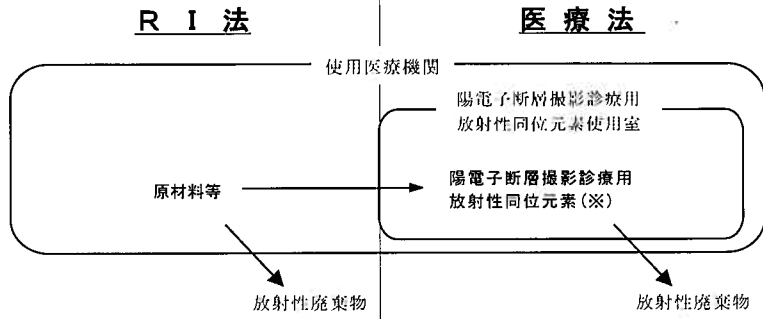 RI法
医療法
使用医療機関
陽電子断層撮影診療用
放射性同位元素使用室
原材料等
陽電子断層撮影診療用
放射性同位元素(※)
放射性廃棄物
放射性廃棄物